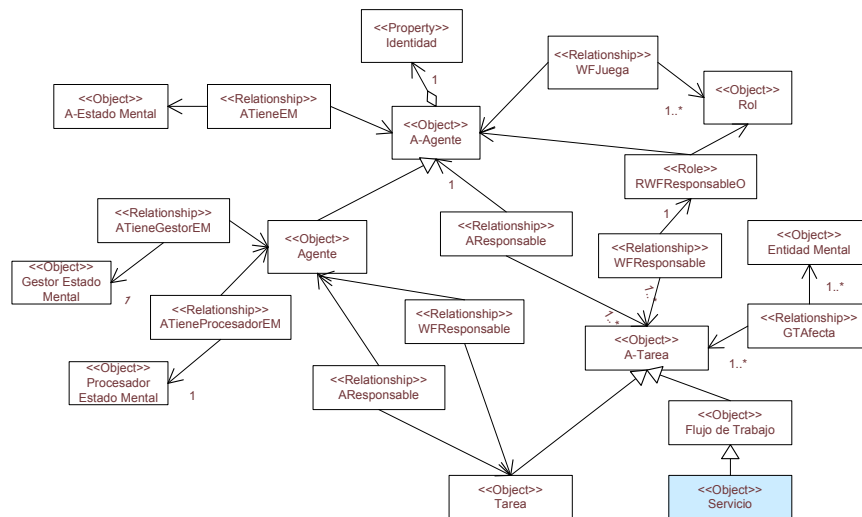 <<Property>>
Identidad
1
<<Relationship>>
WFJuega
<<Object>>
Rol
1..*
<<Object>>
A-Estado Mental
<<Relationship>>
ATieneEM
<<Object>>
A-Agente
1
<<Role>>
RWFResponsableO
1
<<Relationship>>
ATieneGestorEM
<<Object>>
Agente
<<Relationship>>
AResponsable
<<Relationship>>
WFResponsable
<<Object>>
Entidad Mental
1..*
<<Object>>
Gestor Estado
Mental
1
<<Relationship>>
ATieneProcesadorEM
<<Relationship>>
WFResponsable
1..*
1..*
<<Relationship>>
GTAfecta
1..*
<<Object>>
A-Tarea
<<Object>>
Procesador
Estado Mental
1
<<Relationship>>
AResponsable
<<Object>>
Flujo de Trabajo
<<Object>>
Tarea
<<Object>>
Servicio